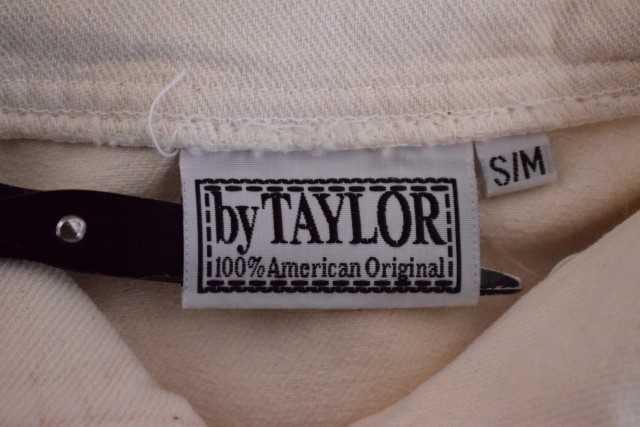 by TAYLOR
100% American Original
S/M